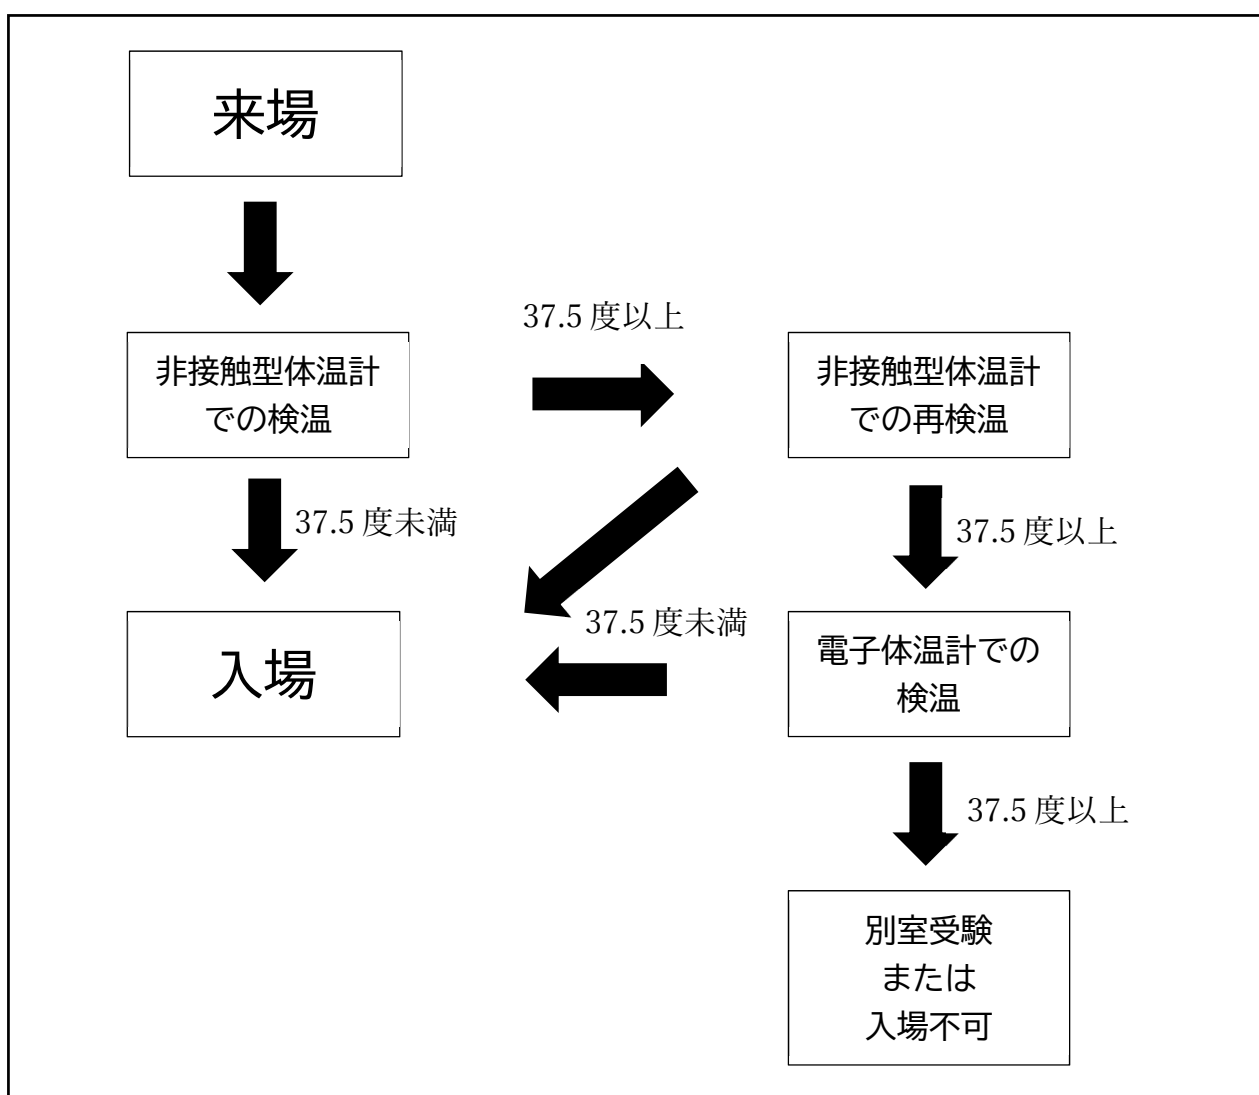 来場
37.5 度以上
非接触型体温計
での検温
非接触型体温計
での再検温
37.5 度未満
37.5 度以上
入場
37.5 度未満
電子体温計での
検温
37.5 度以上
別室受験
または
入場不可